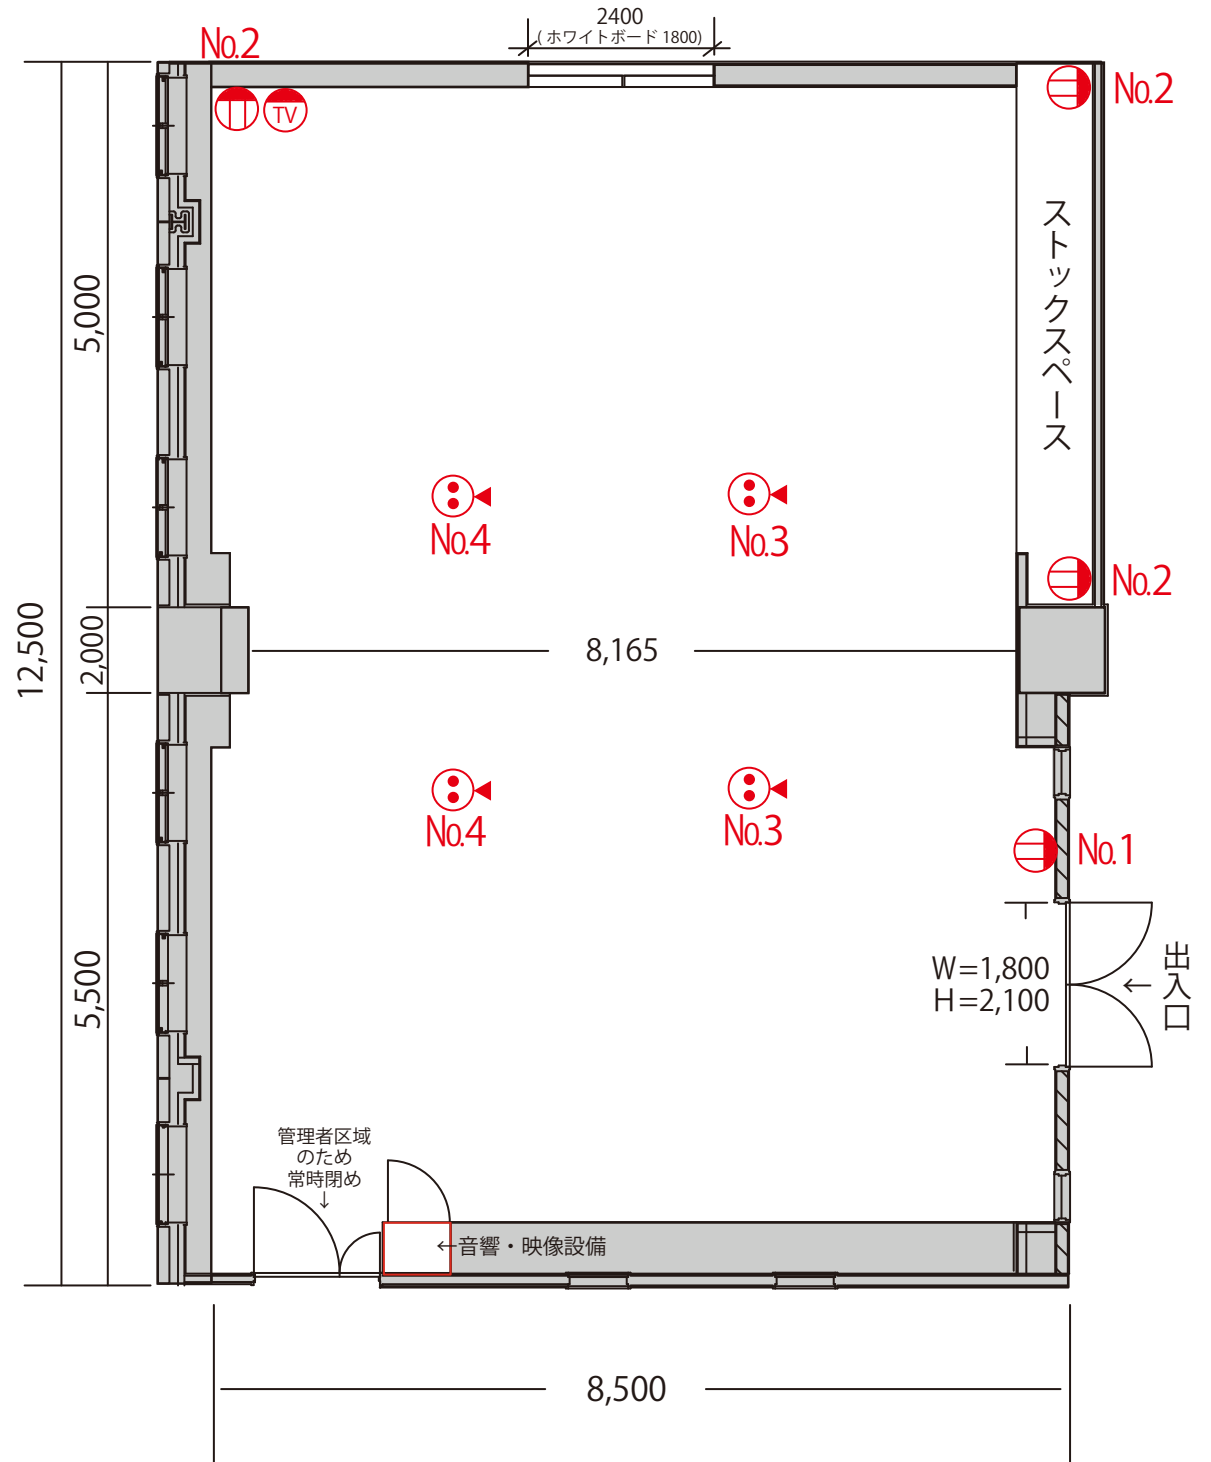 2400
( ホワイトボード 1800)
No.2
TV
No.2
ストックスペース
5,000
No.4
No.3
No.2
12,500
2,000
8,165
No.4
No.3
No.1
5,500
W=1,800
H=2,100
←
出入口
管理者区域
のため
常時閉め
↓
←音響・映像設備
8,500